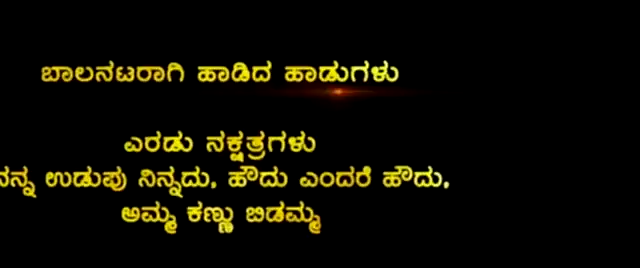 ಬಾಲನಟರಾಗಿ ಹಾಡಿದ ಹಾಡುಗಳು
ಎರಡು ನಕ್ಷತ್ರಗಳು
ನನ್ನ ಉಡುಪು ನಿನ್ನದು, ಹೌದು ಎಂದರೆ ಹೌದು,
ಅಮ್ಮ ಕಣ್ಣು ಬಿಡಮ್ಮ